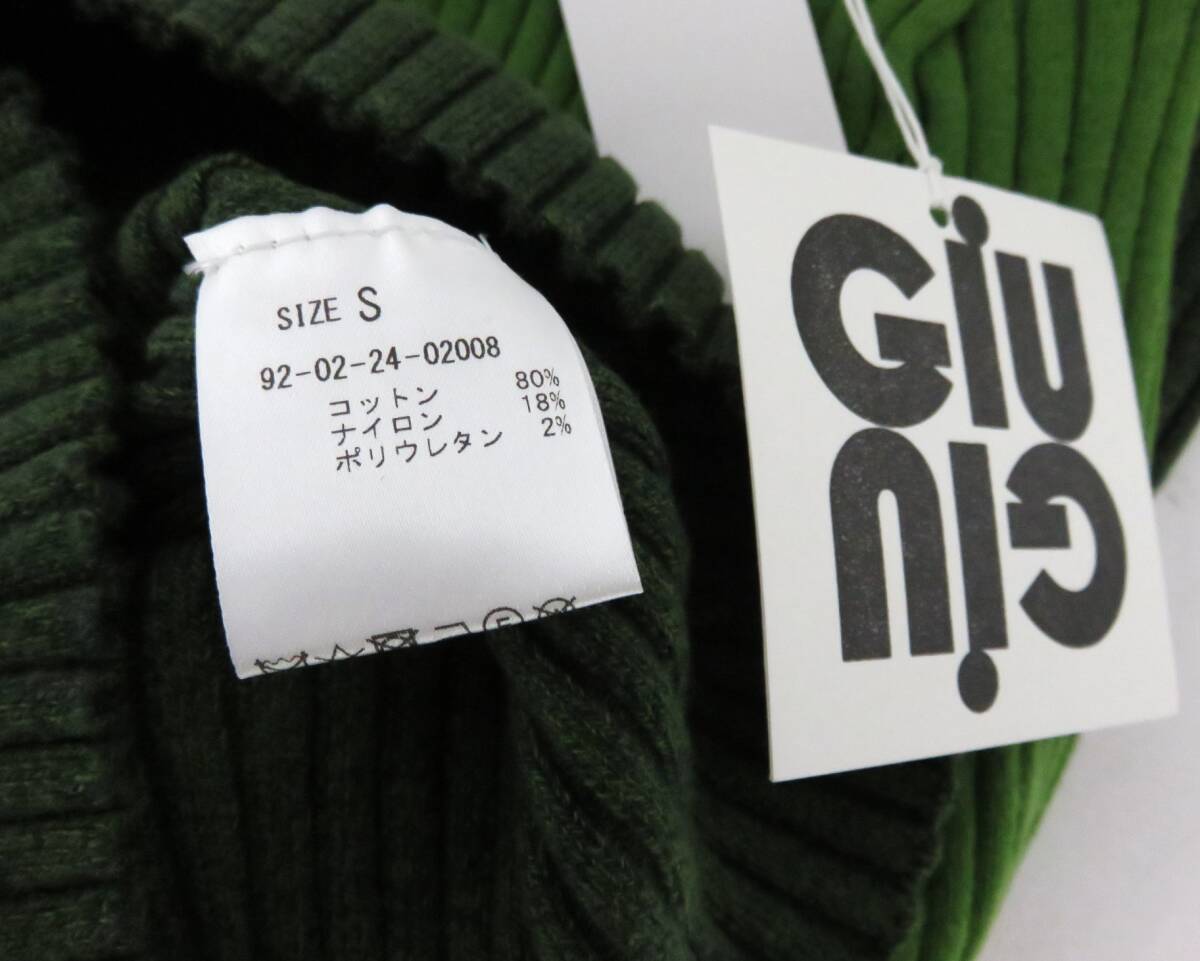 SIZE S
92-02-24-02008
コットン 80%
ナイロン 18%
ポリウレタン 2%
GiU
GiU